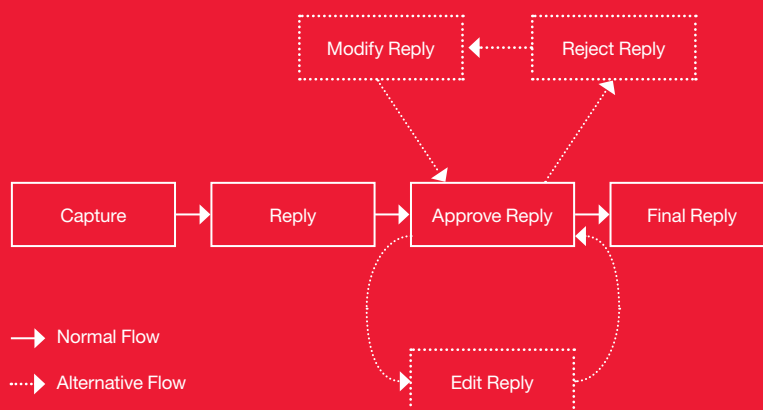 Modify Reply
Reject Reply
Capture
Reply
Approve Reply
Final Reply
Normal Flow
Alternative Flow
Edit Reply